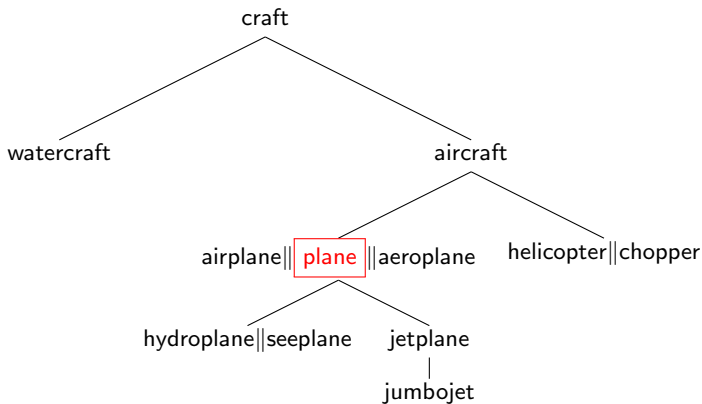 craft
watercraft aircraft
airplane||plane||aeroplane helicopter||chopper
hydroplane||seeplane jetplane
jumbojet